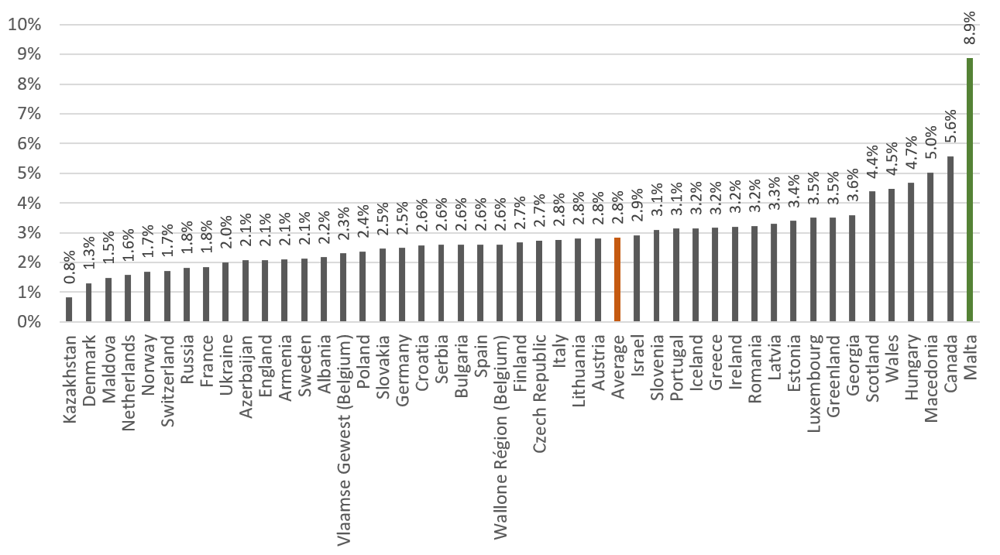 10%
9%
8%
7%
6%
5%
4%
3%
2%
1%
0%
0.8%
1.3%
1.5%
1.6%
1.7%
1.7%
1.8%
1.8%
2.0%
2.1%
2.1%
2.1%
2.1%
2.2%
2.3%
2.4%
2.5%
2.5%
2.6%
2.6%
2.6%
2.6%
2.6%
2.7%
2.7%
2.8%
2.8%
2.8%
2.8%
2.9%
3.1%
3.1%
3.2%
3.2%
3.2%
3.2%
3.3%
3.4%
3.5%
3.5%
3.6%
4.4%
4.5%
4.7%
5.0%
5.6%
8.9%
Kazakhstan
Denmark
Maldova
Netherlands
Norway
Switzerland
Russia
France
Ukraine
Azerbaijan
England
Armenia
Sweden
Albania
Vlaamse Gewest (Belgium)
Poland
Slovakia
Germany
Croatia
Serbia
Bulgaria
Spain
Wallone Région (Belgium)
Finland
Czech Republic
Italy
Lithuania
Austria
Average
Israel
Slovenia
Portugal
Iceland
Greece
Ireland
Romania
Latvia
Estonia
Luxembourg
Greenland
Georgia
Scotland
Wales
Hungary
Macedonia
Canada
Malta